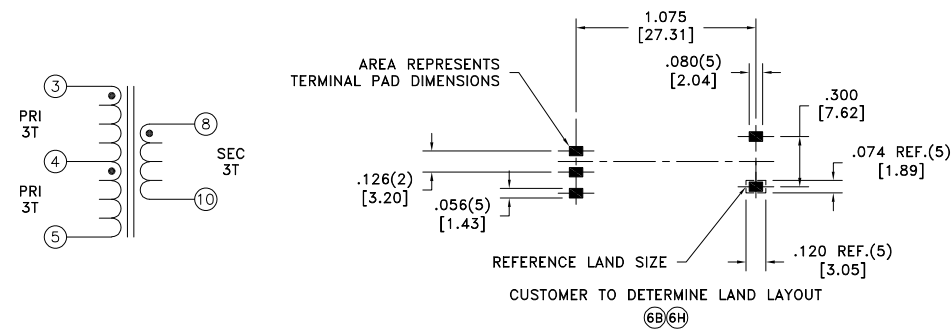 3
PRI
3T
4
PRI
3T
5
8
SEC
3T
10
1.075
[27.31]
AREA REPRESENTS
TERMINAL PAD DIMENSIONS
.080(5)
[2.04]
.300
[7.62]
.074 REF.(5)
[1.89]
.126(2)
[3.20]
.056(5)
[1.43]
REFERENCE LAND SIZE
.120 REF.(5)
[3.05]
CUSTOMER TO DETERMINE LAND LAYOUT
6B 6H